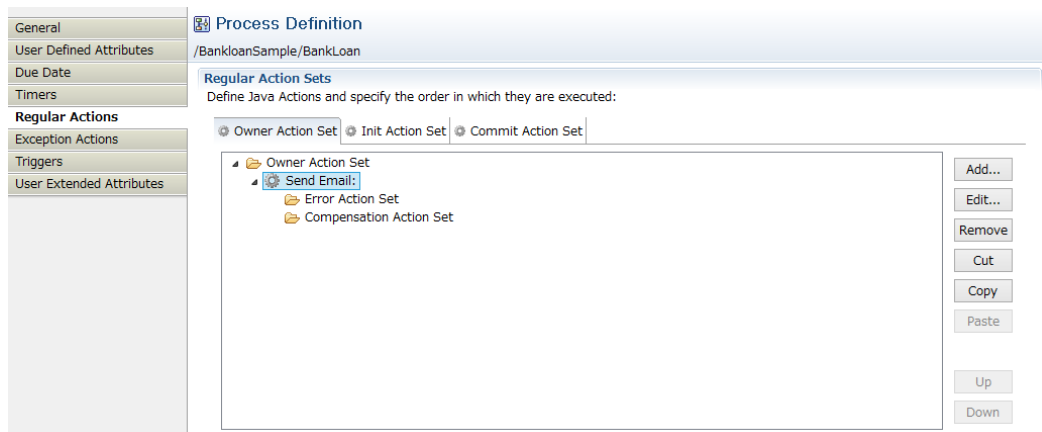 General
User Defined Attributes
Due Date
Timers
Regular Actions
Exception Actions
Triggers
User Extended Attributes
Process Definition
/BankloanSample/BankLoan
Regular Action Sets
Define Java Actions and specify the order in which they are executed:
Owner Action Set Init Action Set Commit Action Set
Owner Action Set
Send Email:
Error Action Set
Compensation Action Set
Add...
Edit...
Remove
Cut
Copy
Paste
Up
Down